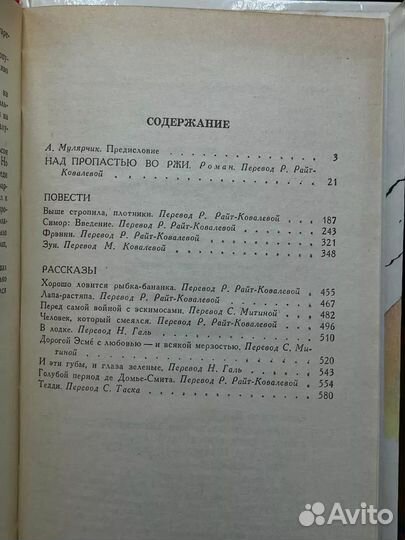 СОДЕРЖАНИЕ
А. Мулярчик. Предисловие 3
НАД ПРОПАСТЬЮ ВО РЖИ. Роман. Перевод Р. Райт-
Ковалевой 21
ПОВЕСТИ
Выше стропила, плотники. Перевод Р. Райт-Ковалевой 187
Симор: Введение. Перевод Р. Райт-Ковалевой 243
Фрэнни. Перевод Р. Райт-Ковалевой 321
Зуи. Перевод М. Ковалевой 348
РАССКАЗЫ
Хорошо ловится рыбка-бананка. Перевод Р. Райт-Ковалевой 455
Лапа-растяпа. Перевод Р. Райт-Ковалевой 467
Перед самой войной с эскимосами. Перевод С. Митиной 482
Человек, который смеялся. Перевод Р. Райт-Ковалевой 496
В лодке. Перевод Н. Галь 510
Дорогой Эсме с любовью — и всякой мерзостью. Перевод С. Ми-
тиной 520
И эти губы, и глаза зеленые. Перевод Н. Галь 543
Голубой период де Домье-Смита. Перевод Р. Райт-Ковалевой 554
Тедди. Перевод С. Таска 580
Avito